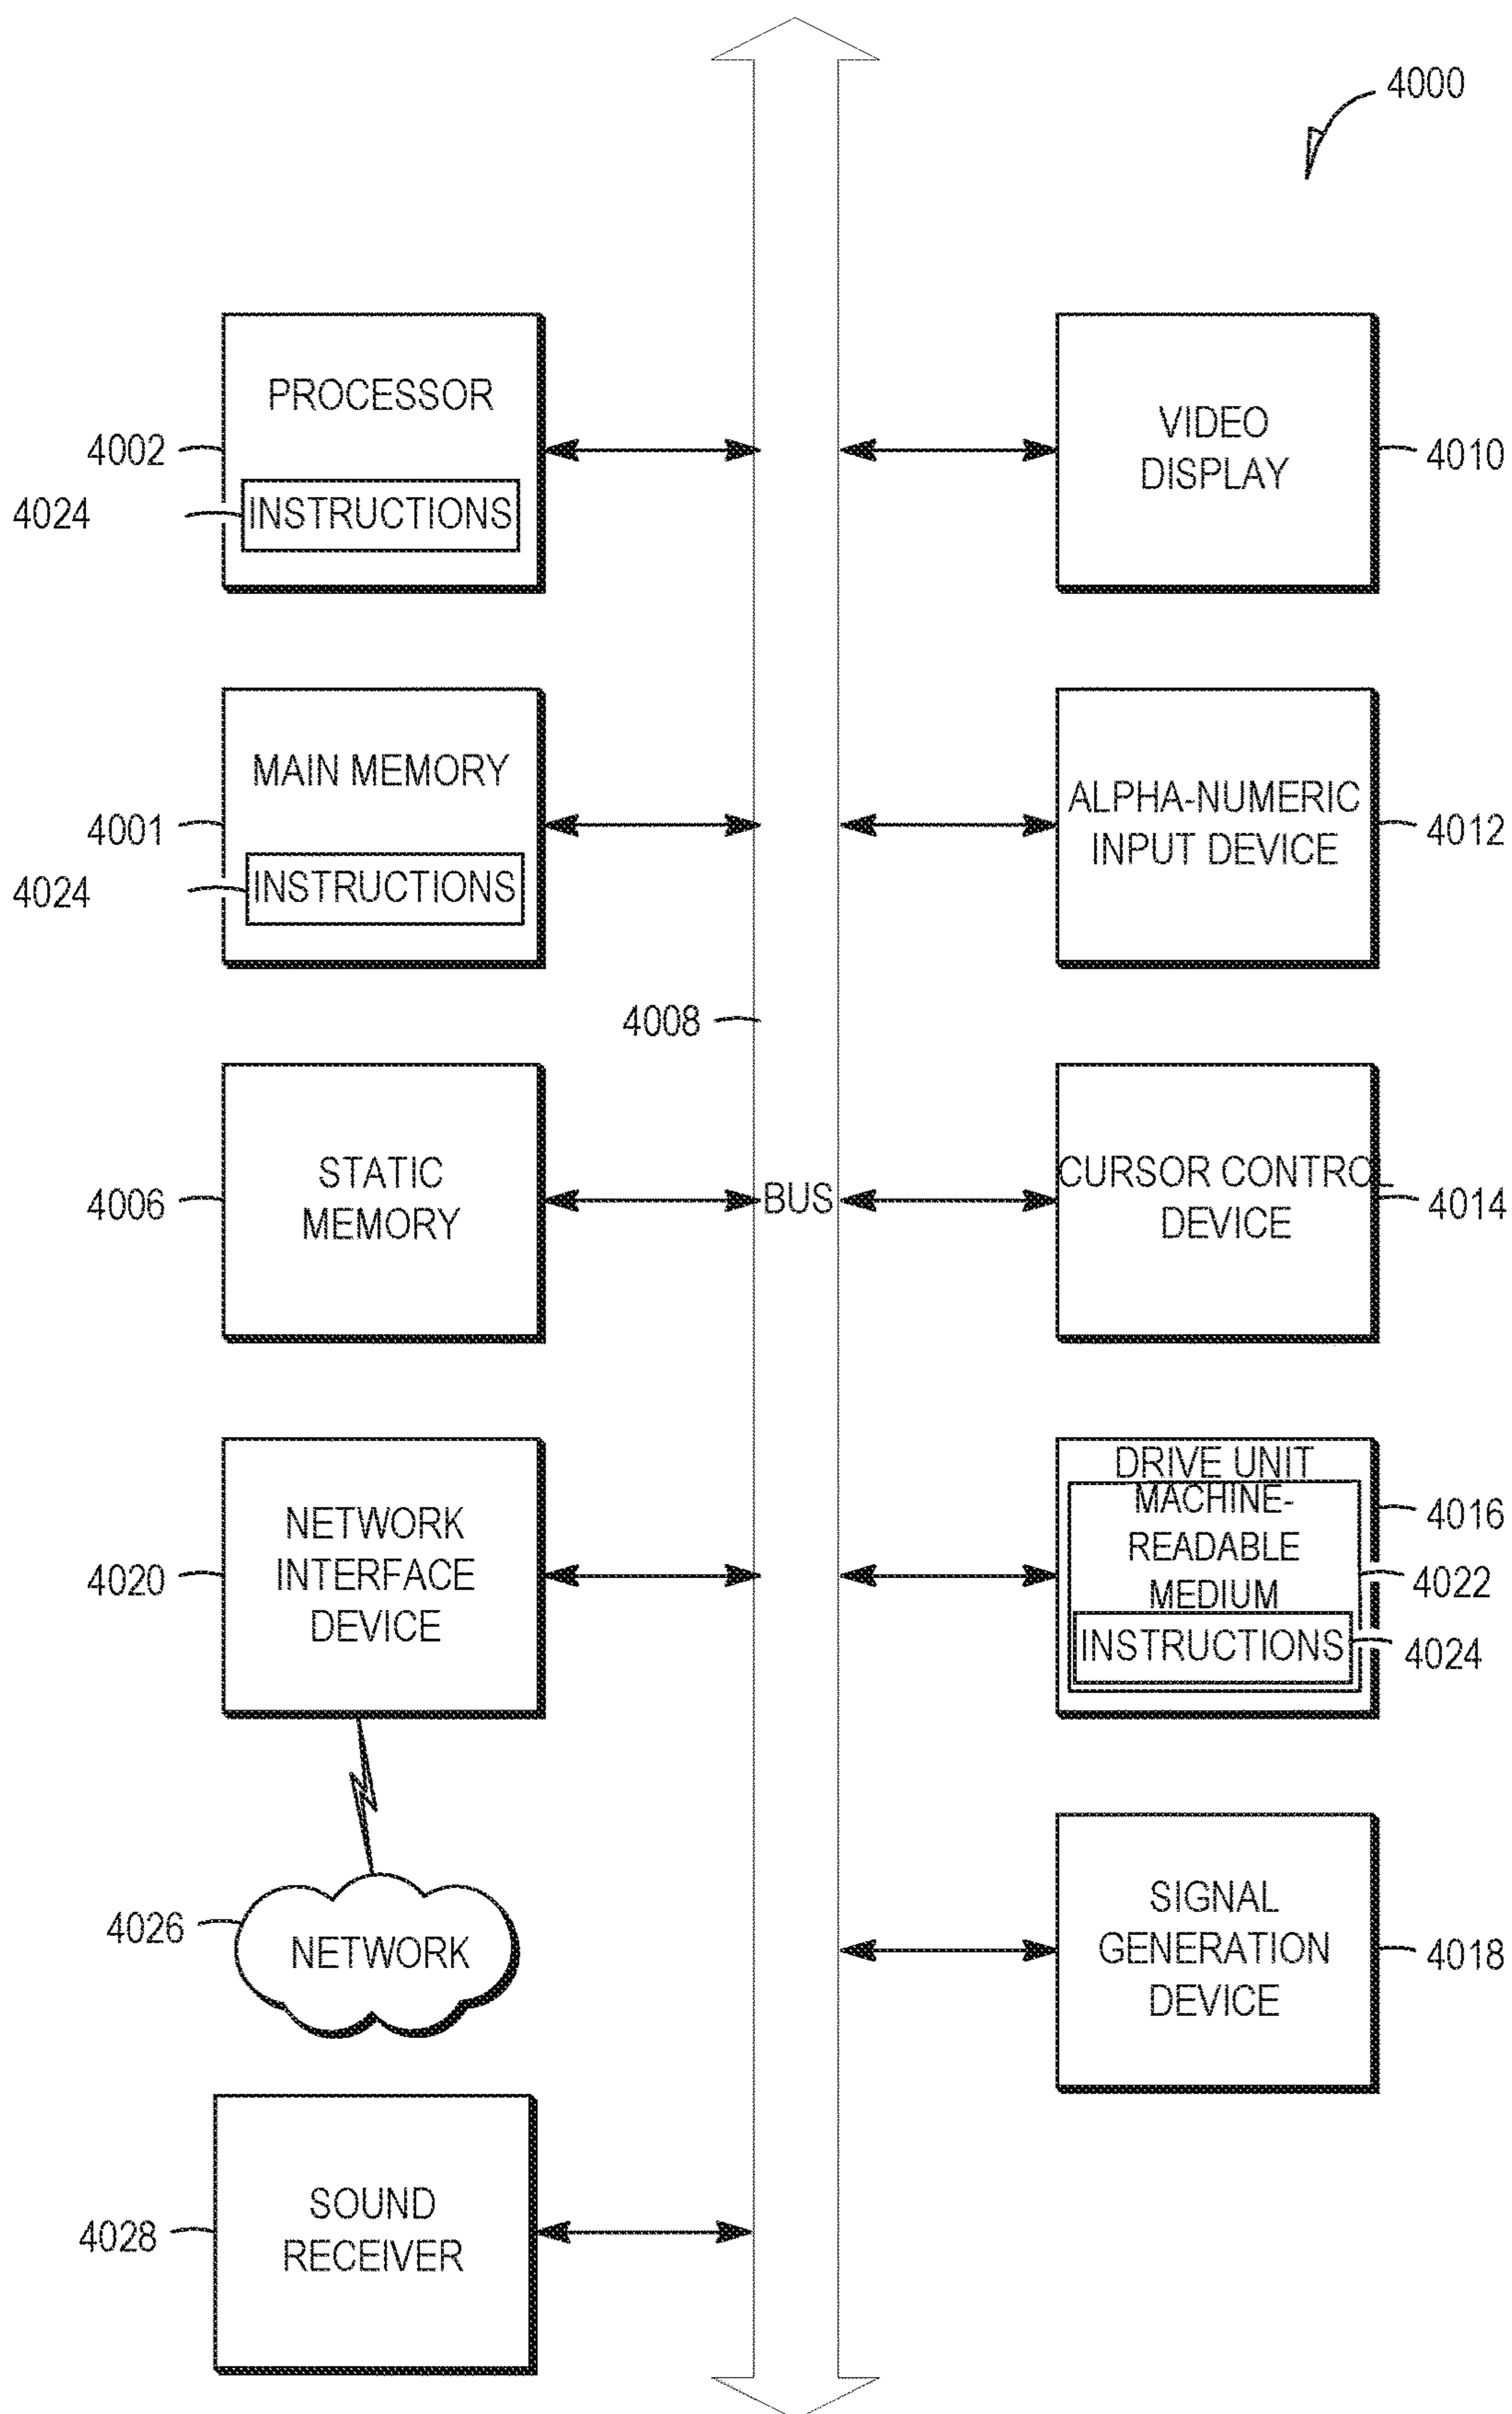 4000
PROCESSOR
4002
4024
INSTRUCTIONS
VIDEO
DISPLAY
4010
MAIN MEMORY
4001
4024
INSTRUCTIONS
ALPHA-NUMERIC
INPUT DEVICE
4012
4008
STATIC
MEMORY
4006
BUS
CURSOR CONTROL
DEVICE
4014
NETWORK
INTERFACE
DEVICE
4020
DRIVE UNIT
MACHINE-
READABLE
MEDIUM
INSTRUCTIONS
4016
4022
4024
4026
NETWORK
SIGNAL
GENERATION
DEVICE
4018
SOUND
RECEIVER
4028